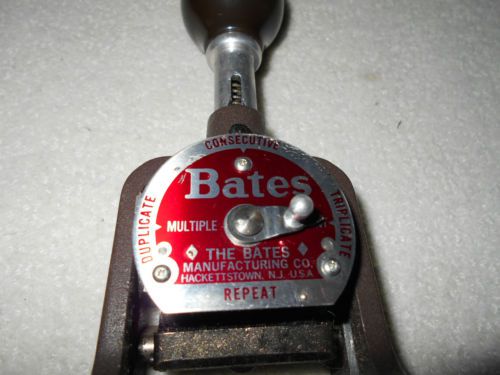 CONSECUTIVE
Bates
DUPLICATE
TRIPLICATE
MULTIPLE
THE BATES
MANUFACTURING CO.
HACKETTSTOWN, N.J. U.S.A
REPEAT